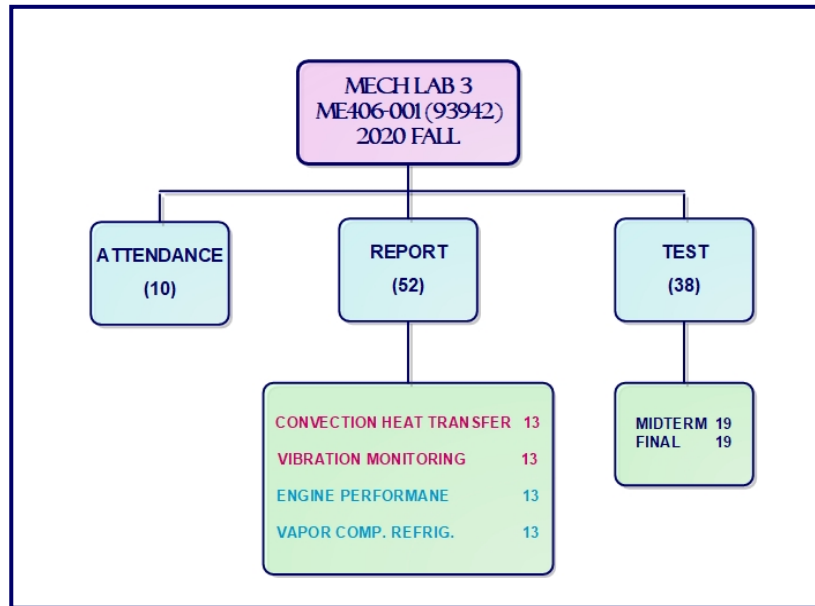 MECH LAB 3
ME406-001 (93942)
2020 FALL
ATTENDANCE
(10)
REPORT
(52)
TEST
(38)
CONVECTION HEAT TRANSFER 13
VIBRATION MONITORING 13
ENGINE PERFORMANE 13
VAPOR COMP. REFRIG. 13
MIDTERM 19
FINAL 19